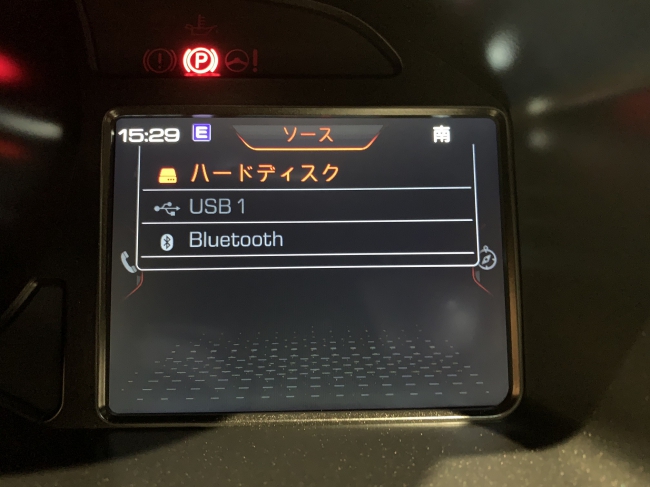 P
15:29 E ソース 南
ハードディスク
USB 1
Bluetooth